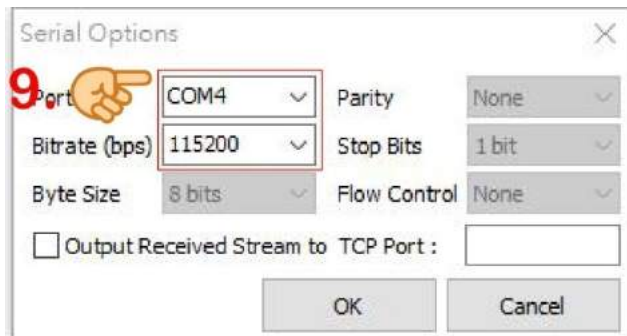 Serial Options
9.
Port COM4 Parity None
Bitrate (bps) 115200 Stop Bits 1 bit
Byte Size 8 bits Flow Control None
Output Received Stream to TCP Port :
OK Cancel